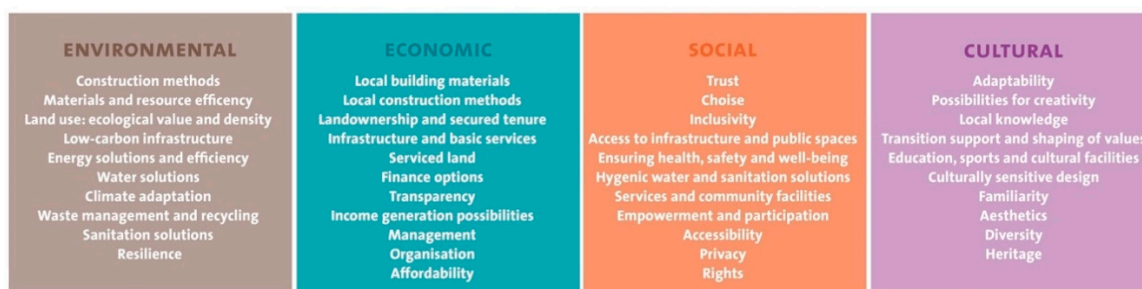 ENVIRONMENTAL
Construction methods
Materials and resource efficency
Land use: ecological value and density
Low-carbon infrastructure
Energy solutions and efficiency
Water solutions
Climate adaptation
Waste management and recycling
Sanitation solutions
Resilience
ECONOMIC
Local building materials
Local construction methods
Landownership and secured tenure
Infrastructure and basic services
Serviced land
Finance options
Transparency
Income generation possibilities
Management
Organisation
Affordability
SOCIAL
Trust
Choise
Inclusivity
Access to infrastructure and public spaces
Ensuring health, safety and well-being
Hygenic water and sanitation solutions
Services and community facilities
Empowerment and participation
Accessibility
Privacy
Rights
CULTURAL
Adaptability
Possibilities for creativity
Local knowledge
Transition support and shaping of values
Education, sports and cultural facilities
Culturally sensitive design
Familiarity
Aesthetics
Diversity
Heritage